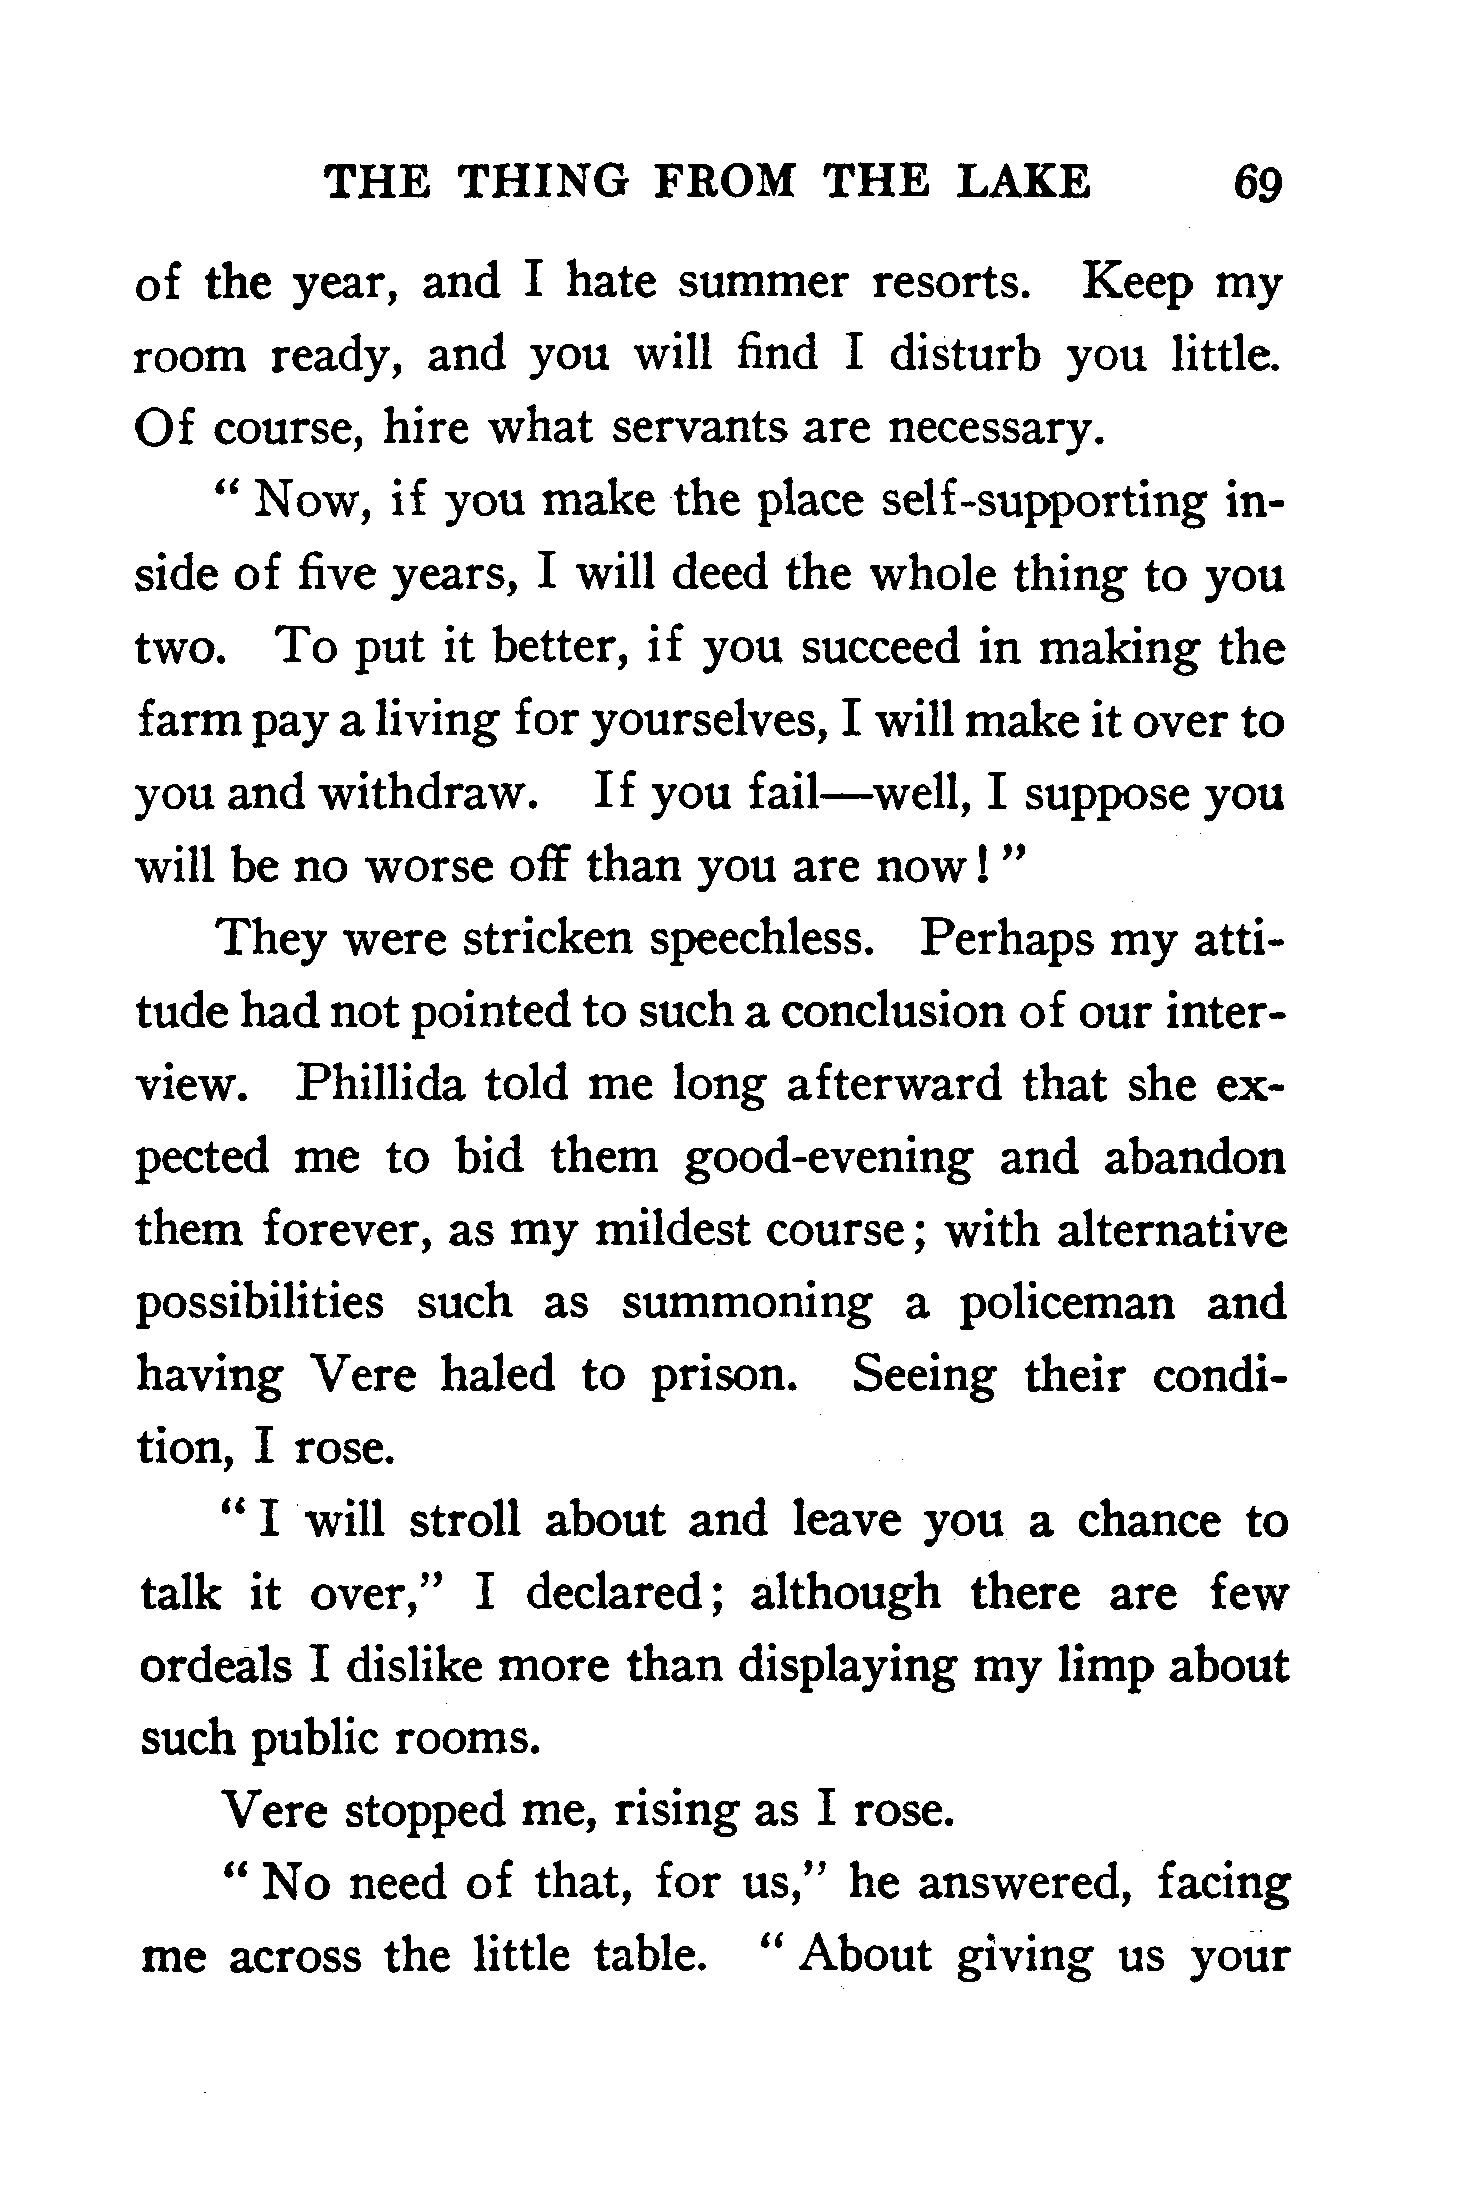 THE THING FROM THE LAKE 69
of the year, and I hate summer resorts. Keep my
room ready, and you will find I disturb you little.
Of course, hire what servants are necessary.
“ Now, if you make the place self-supporting in-
side of five years, I will deed the whole thing to you
two. To put it better, if you succeed in making the
farm pay a living for yourselves, I will make it over to
you and withdraw. If you fail—well, I suppose you
will be no worse off than you are now! ”
They were stricken speechless. Perhaps my atti-
tude had not pointed to such a conclusion of our inter-
view. Phillida told me long afterward that she ex-
pected me to bid them good-evening and abandon
them forever, as my mildest course; with alternative
possibilities such as summoning a policeman and
having Vere haled to prison. Seeing their condi-
tion, I rose.
“ I will stroll about and leave you a chance to
talk it over,” I declared; although there are few
ordeals I dislike more than displaying my limp about
such public rooms.
Vere stopped me, rising as I rose.
“ No need of that, for us,” he answered, facing
me across the little table. “ About giving us your